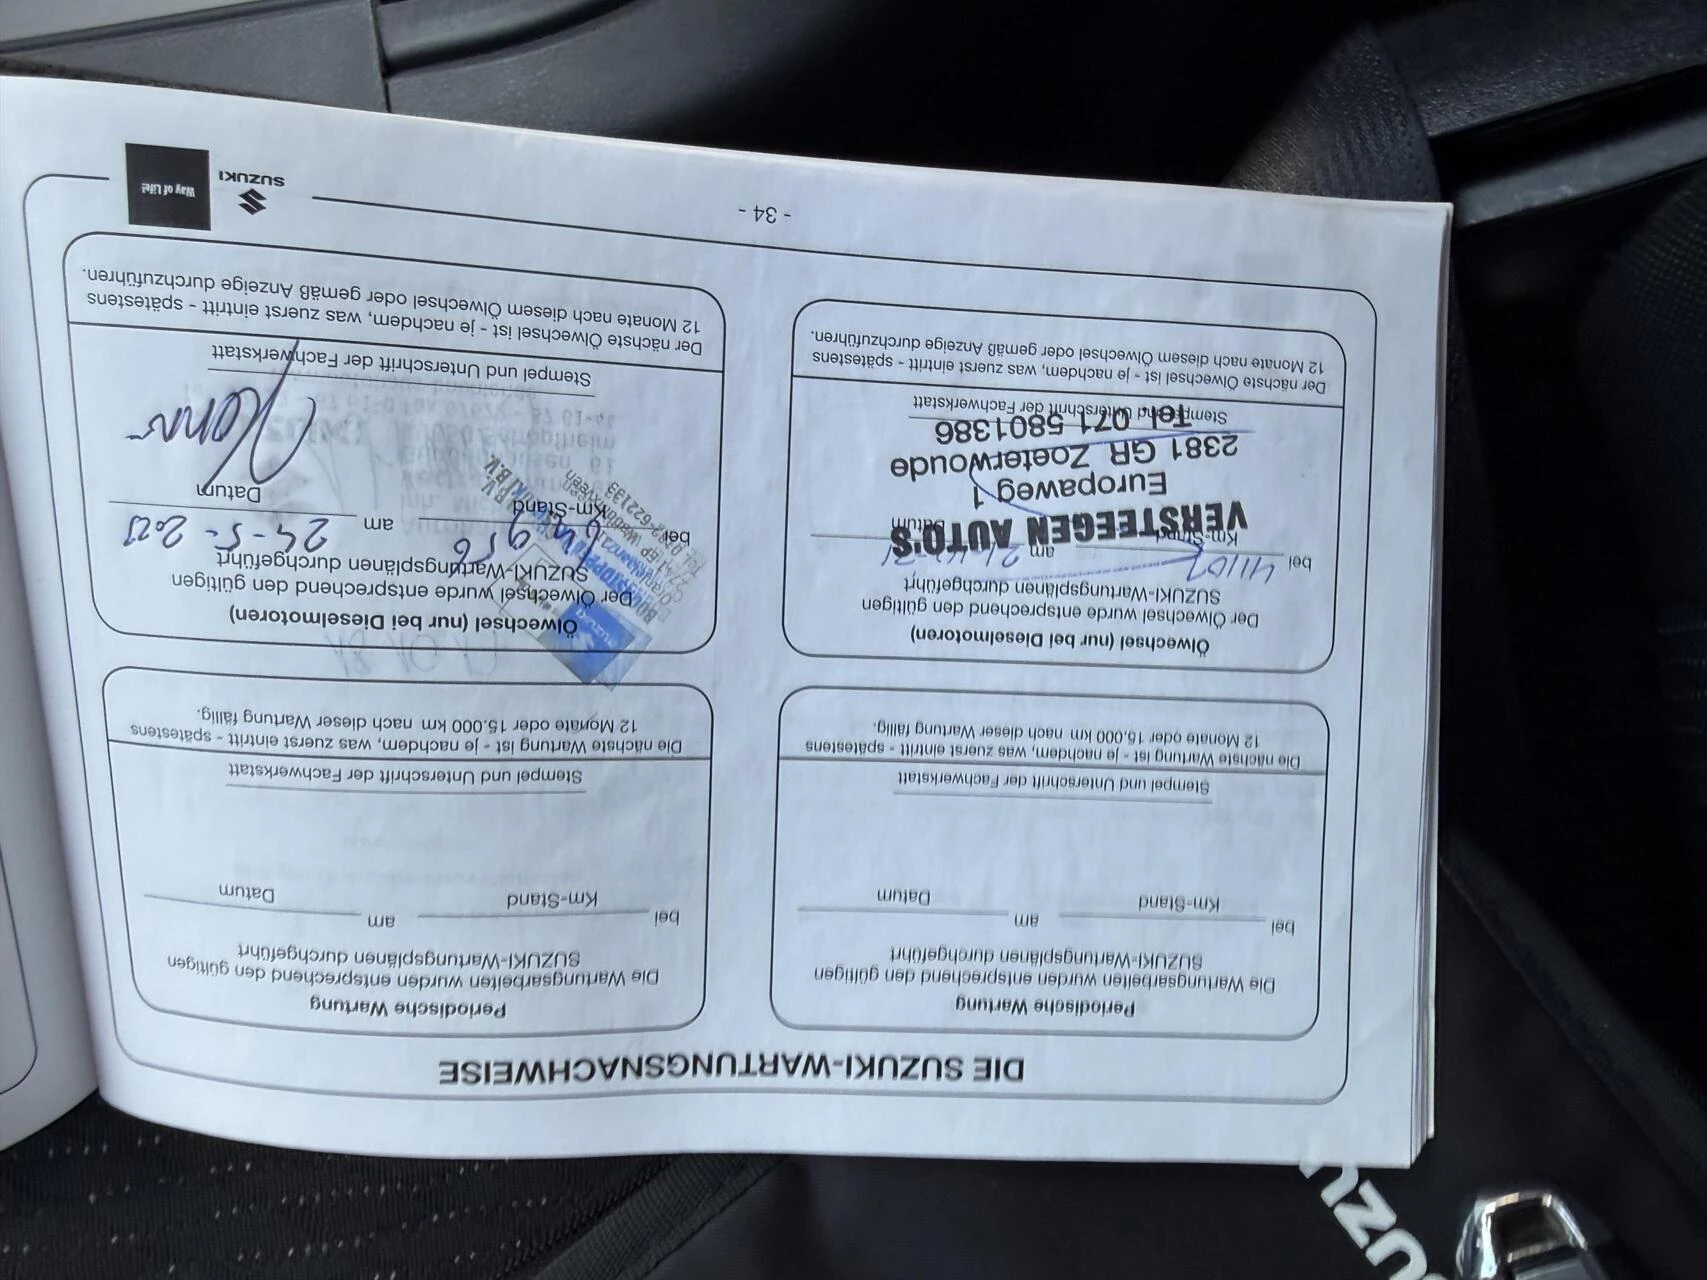 DIE SUZUKI-WARTUNGSNACHWEISE
Periodische Wartung
Die Wartungsarbeiten wurden entsprechend den gültigen
SUZUKI-Wartungsplänen durchgeführt
bei
am
Km-Stand
Datum
Stempel und Unterschrift der Fachwerkstatt
Die nächste Wartung ist - je nachdem, was zuerst eintritt - spätestens
12 Monate oder 15.000 km nach dieser Wartung fällig.
Periodische Wartung
Die Wartungsarbeiten wurden entsprechend den gültigen
SUZUKI-Wartungsplänen durchgeführt
bei
am
Km-Stand
Datum
Stempel und Unterschrift der Fachwerkstatt
Die nächste Wartung ist - je nachdem, was zuerst eintritt - spätestens
12 Monate oder 15.000 km nach dieser Wartung fällig.
Ölwechsel (nur bei Dieselmotoren)
Der Ölwechsel wurde entsprechend den gültigen
SUZUKI-Wartungsplänen durchgeführt
bei
am
Km-Stand
Datum
VERSTEEGEN AUTO'S
Europaweg 1
2381 GR Zoeterwoude
Tel. 071 5801386
Stempel und Unterschrift der Fachwerkstatt
Der nächste Ölwechsel ist - je nachdem, was zuerst eintritt - spätestens
12 Monate nach diesem Ölwechsel oder gemäß Anzeige durchzuführen.
Ölwechsel (nur bei Dieselmotoren)
Der Ölwechsel wurde entsprechend den gültigen
SUZUKI-Wartungsplänen durchgeführt
bei
am 24-5-2023
Km-Stand
Datum
SUZUKI
B.V.
Stempel und Unterschrift der Fachwerkstatt
Der nächste Ölwechsel ist - je nachdem, was zuerst eintritt - spätestens
12 Monate nach diesem Ölwechsel oder gemäß Anzeige durchzuführen.
- 34 -
SUZUKI
Way of Life!